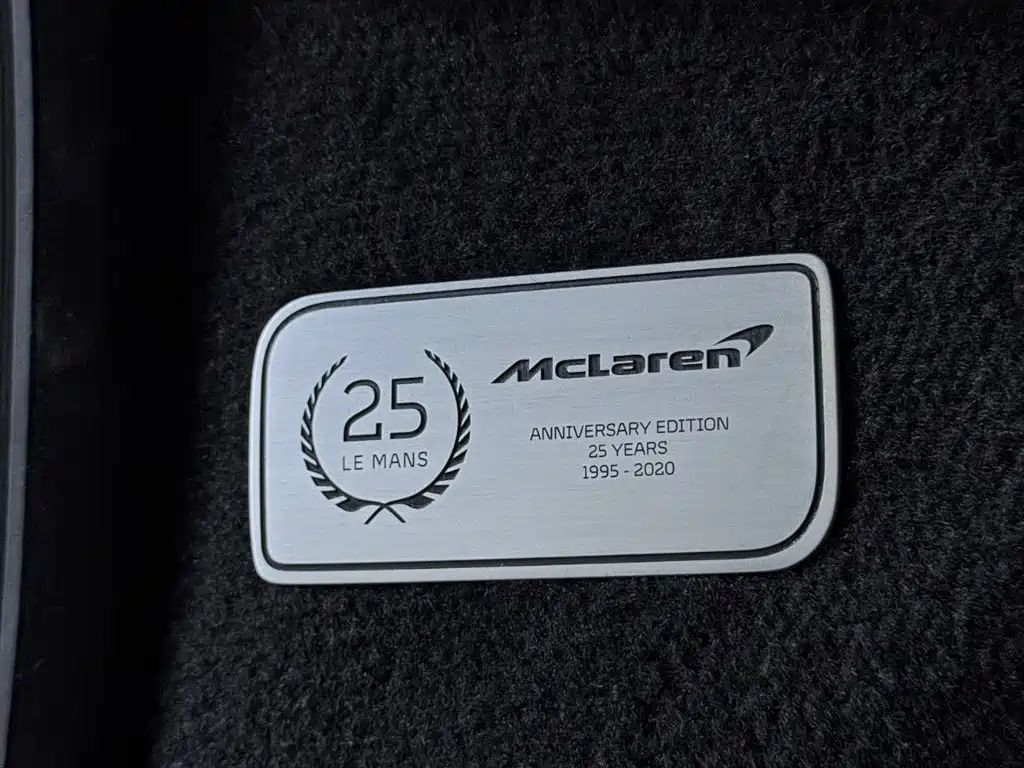 25
LE MANS
McLaren
ANNIVERSARY EDITION
25 YEARS
1995 - 2020